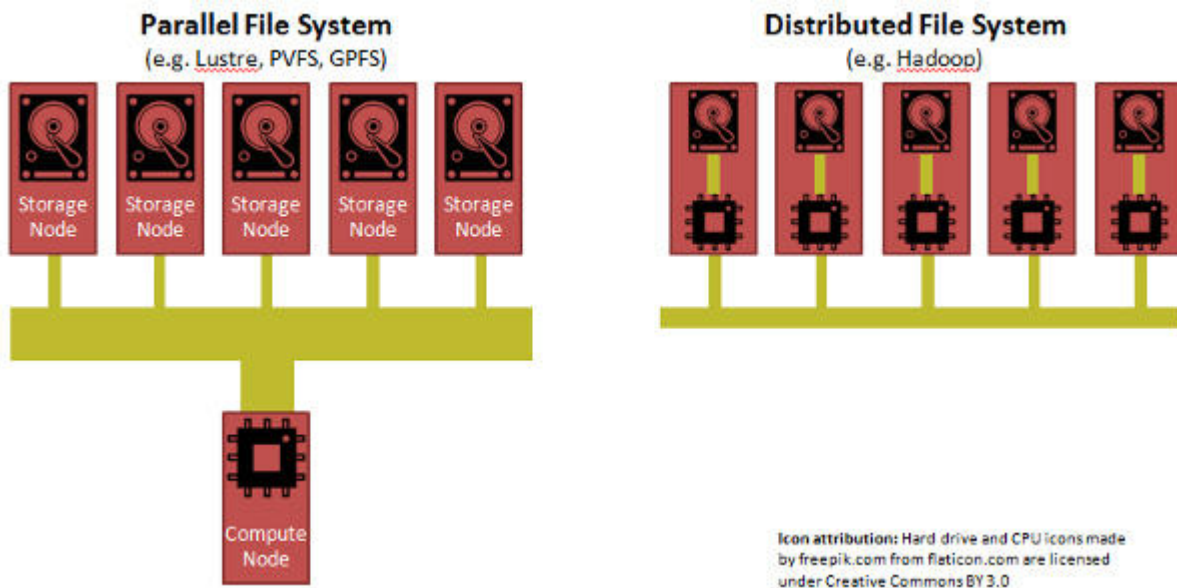 Parallel File System
(e.g. Lustre, PVFS, GPFS)
Storage
Node
Storage
Node
Storage
Node
Storage
Node
Storage
Node
Compute
Node
Distributed File System
(e.g. Hadoop)
Icon attribution: Hard drive and CPU icons made
by freepik.com from flaticon.com are licensed
under Creative Commons BY 3.0